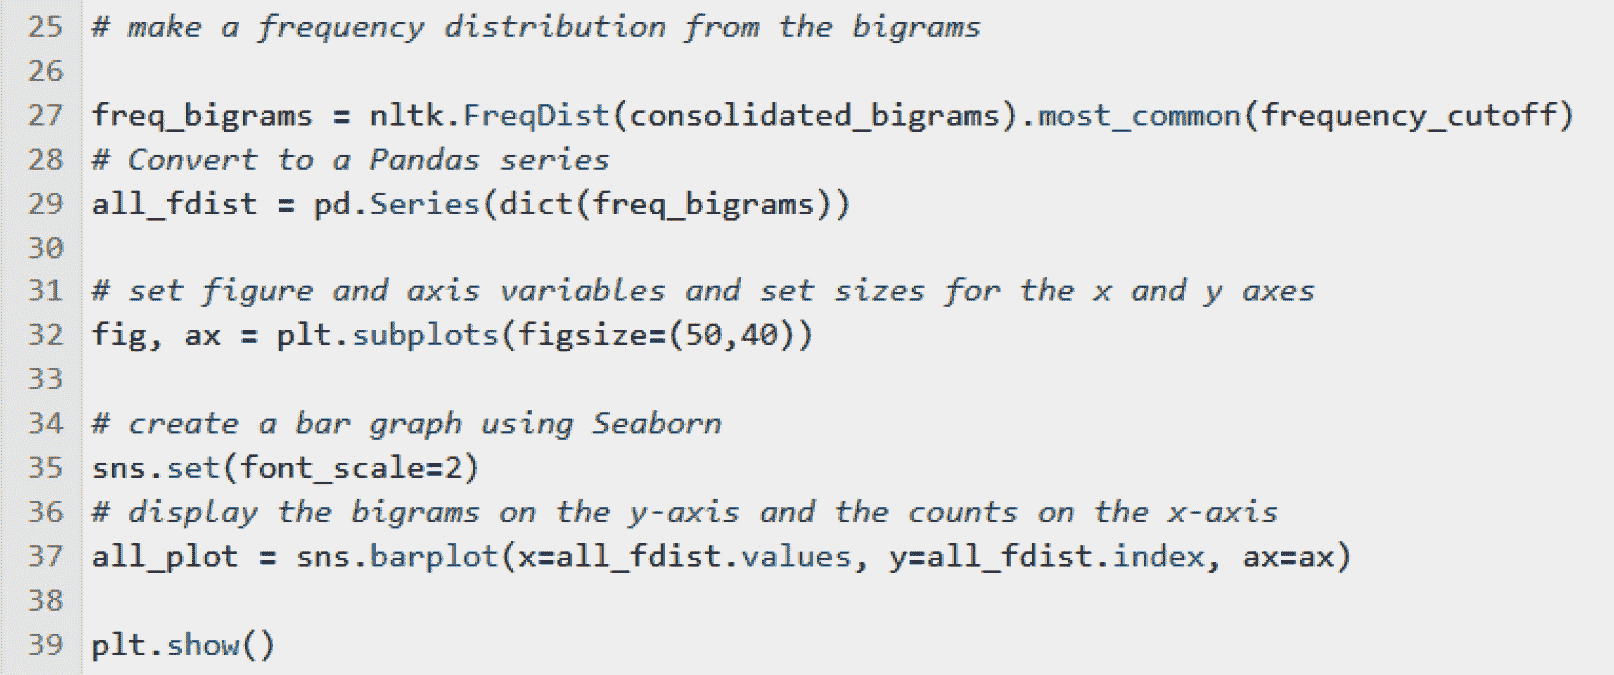 25 # make a frequency distribution from the bigrams
26
27 freq_bigrams = nltk.FreqDist(consolidated_bigrams).most_common(frequency_cutoff)
28 # Convert to a Pandas series
29 all_fdist = pd.Series(dict(freq_bigrams))
30
31 # set figure and axis variables and set sizes for the x and y axes
32 fig, ax = plt.subplots(figsize=(50,40))
33
34 # create a bar graph using Seaborn
35 sns.set(font_scale=2)
36 # display the bigrams on the y-axis and the counts on the x-axis
37 all_plot = sns.barplot(x=all_fdist.values, y=all_fdist.index, ax=ax)
38
39 plt.show()